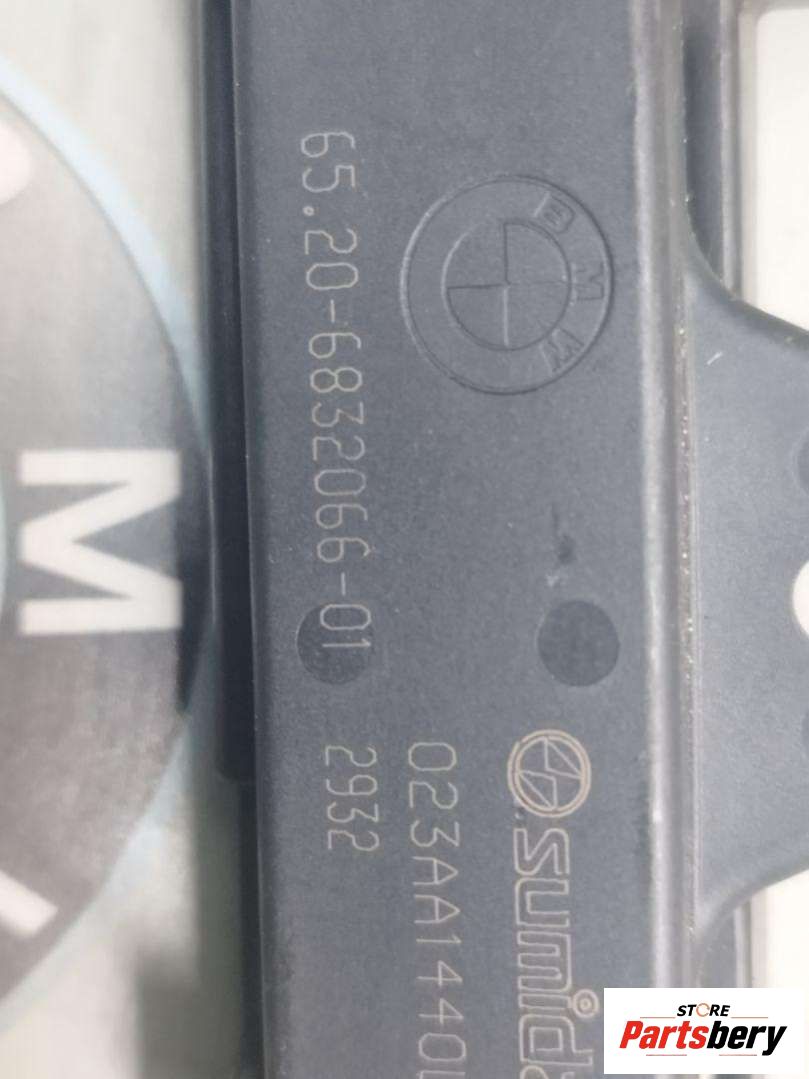 BMW
65.20-6832066-01
2932
023AA1440
sumida
M
STORE
Partsbery